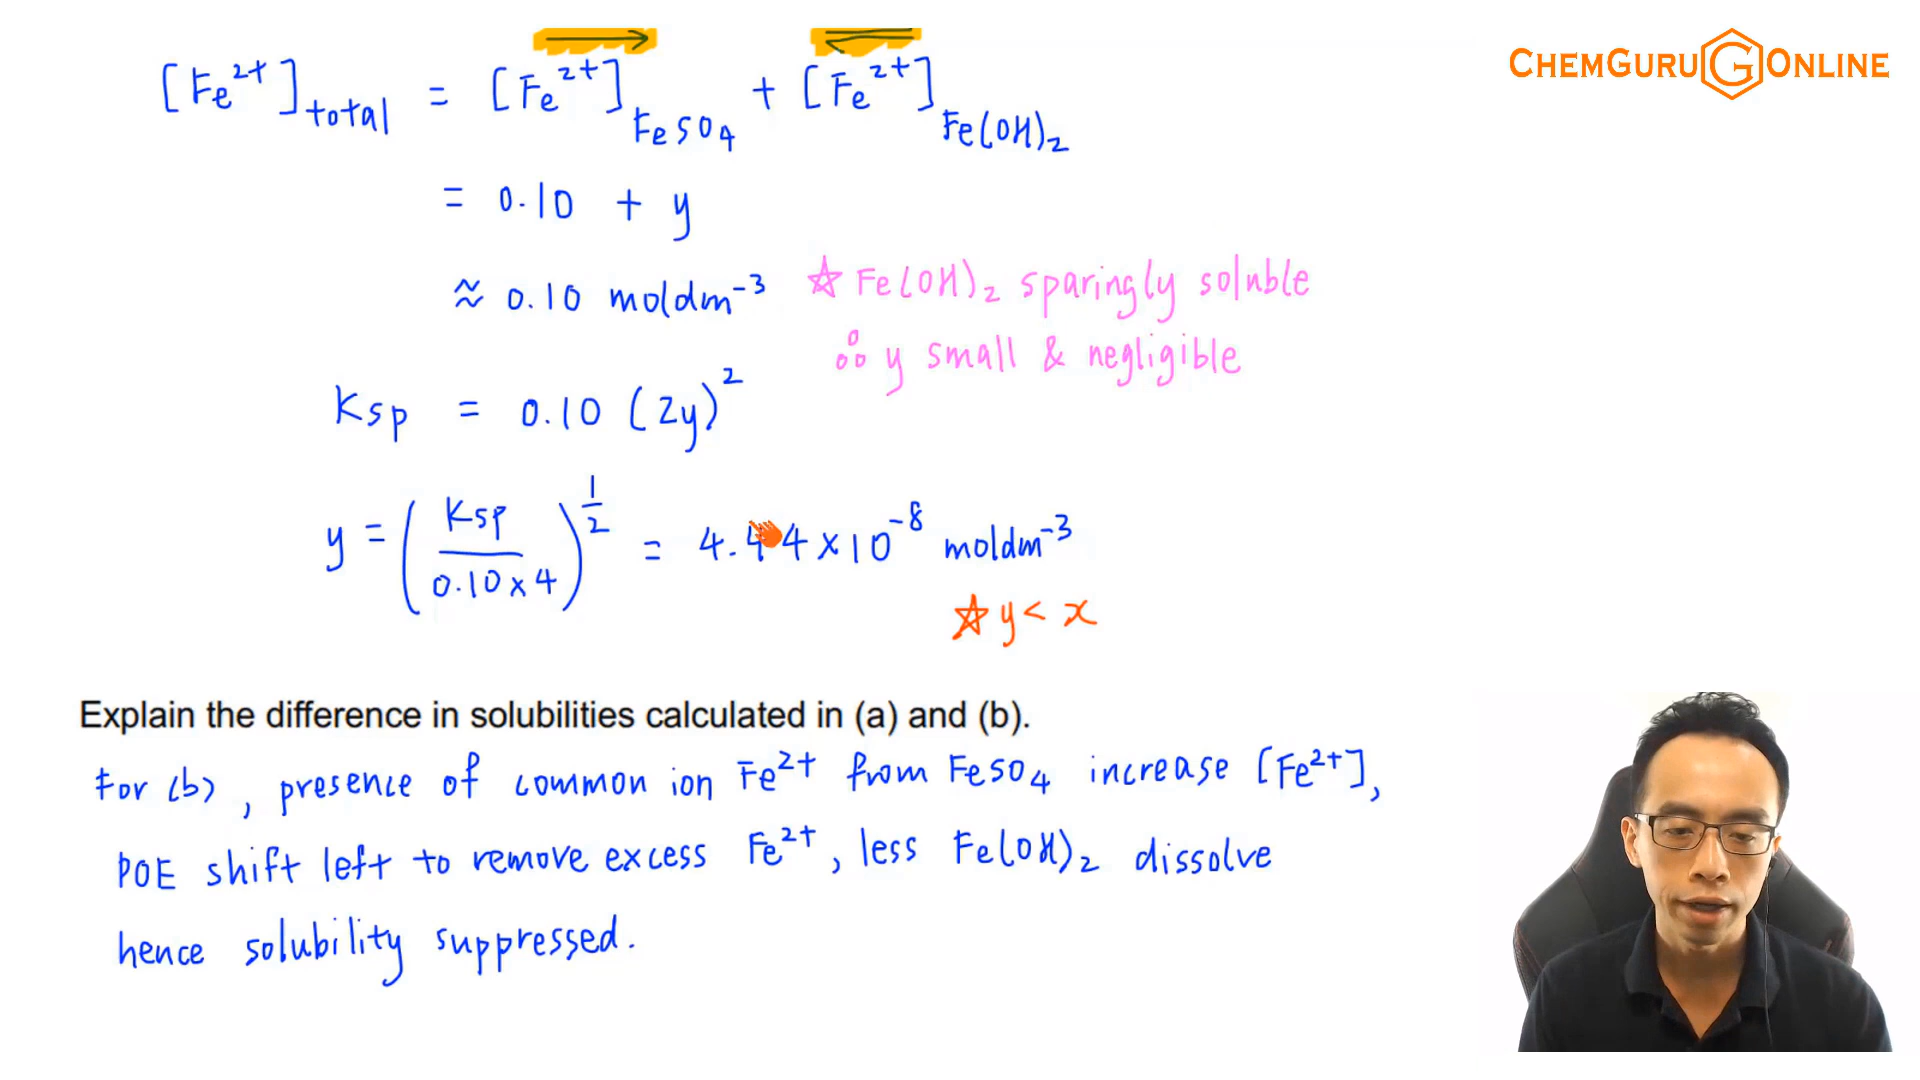 CHEMGURU G ONLINE
[Fe²⁺]total = [Fe²⁺]FeSO₄ + [Fe²⁺]Fe(OH)₂
= 0.10 + y
≈ 0.10 moldm⁻³ ☆ Fe(OH)₂ sparingly soluble
∴ y small & negligible
Ksp = 0.10 (2y)²
y = (Ksp / 0.10 × 4)^1/2 = 4.44 × 10⁻⁸ moldm⁻³
☆ y < x
Explain the difference in solubilities calculated in (a) and (b).
For (b), presence of common ion Fe²⁺ from FeSO₄ increase [Fe²⁺],
POE shift left to remove excess Fe²⁺, less Fe(OH)₂ dissolve
hence solubility suppressed.